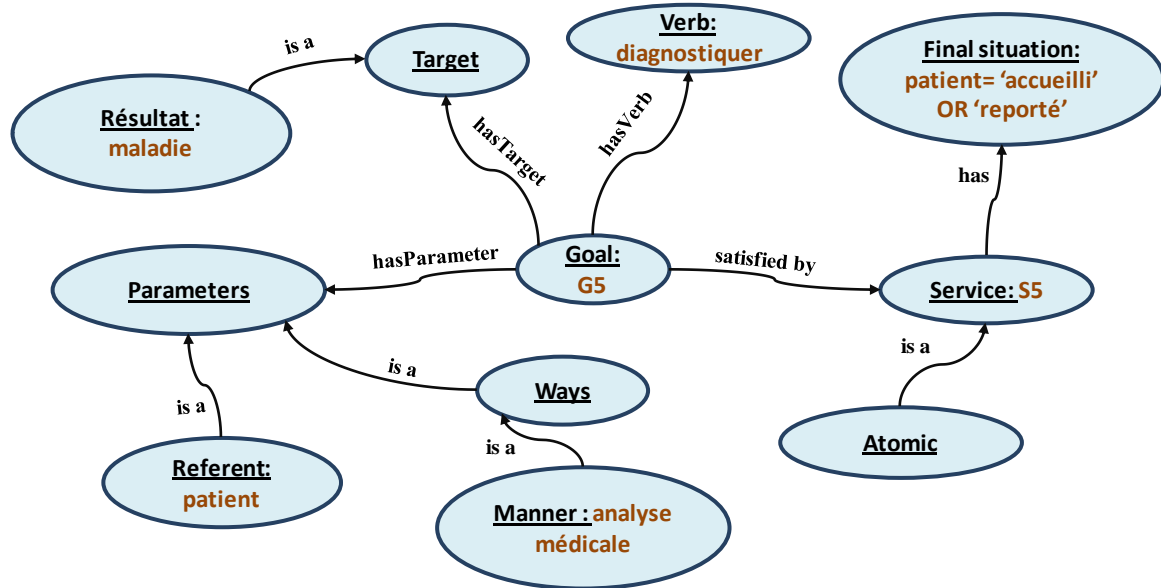 is a
Target
Verb:
diagnostiquer
Final situation:
patient= ‘accueilli’
OR ‘reporté’
Résultat :
maladie
hasTarget
hasVerb
has
hasParameter
Goal:
G5
satisfied by
Parameters
Service: S5
is a
is a
is a
Ways
is a
Referent:
patient
Manner : analyse
médicale
Atomic